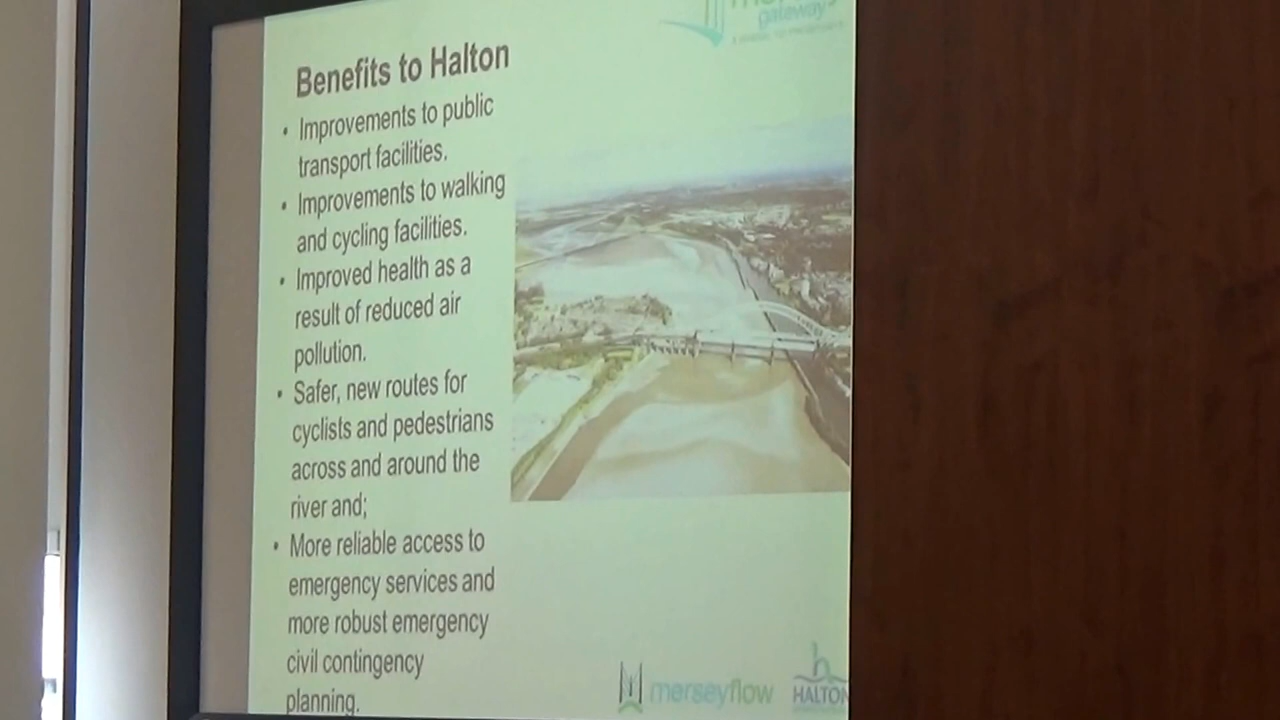 gateway
Benefits to Halton
• Improvements to public
transport facilities.
• Improvements to walking
and cycling facilities.
• Improved health as a
result of reduced air
pollution.
• Safer, new routes for
cyclists and pedestrians
across and around the
river and;
• More reliable access to
emergency services and
more robust emergency
civil contingency
planning.
merseyflow
HALTON